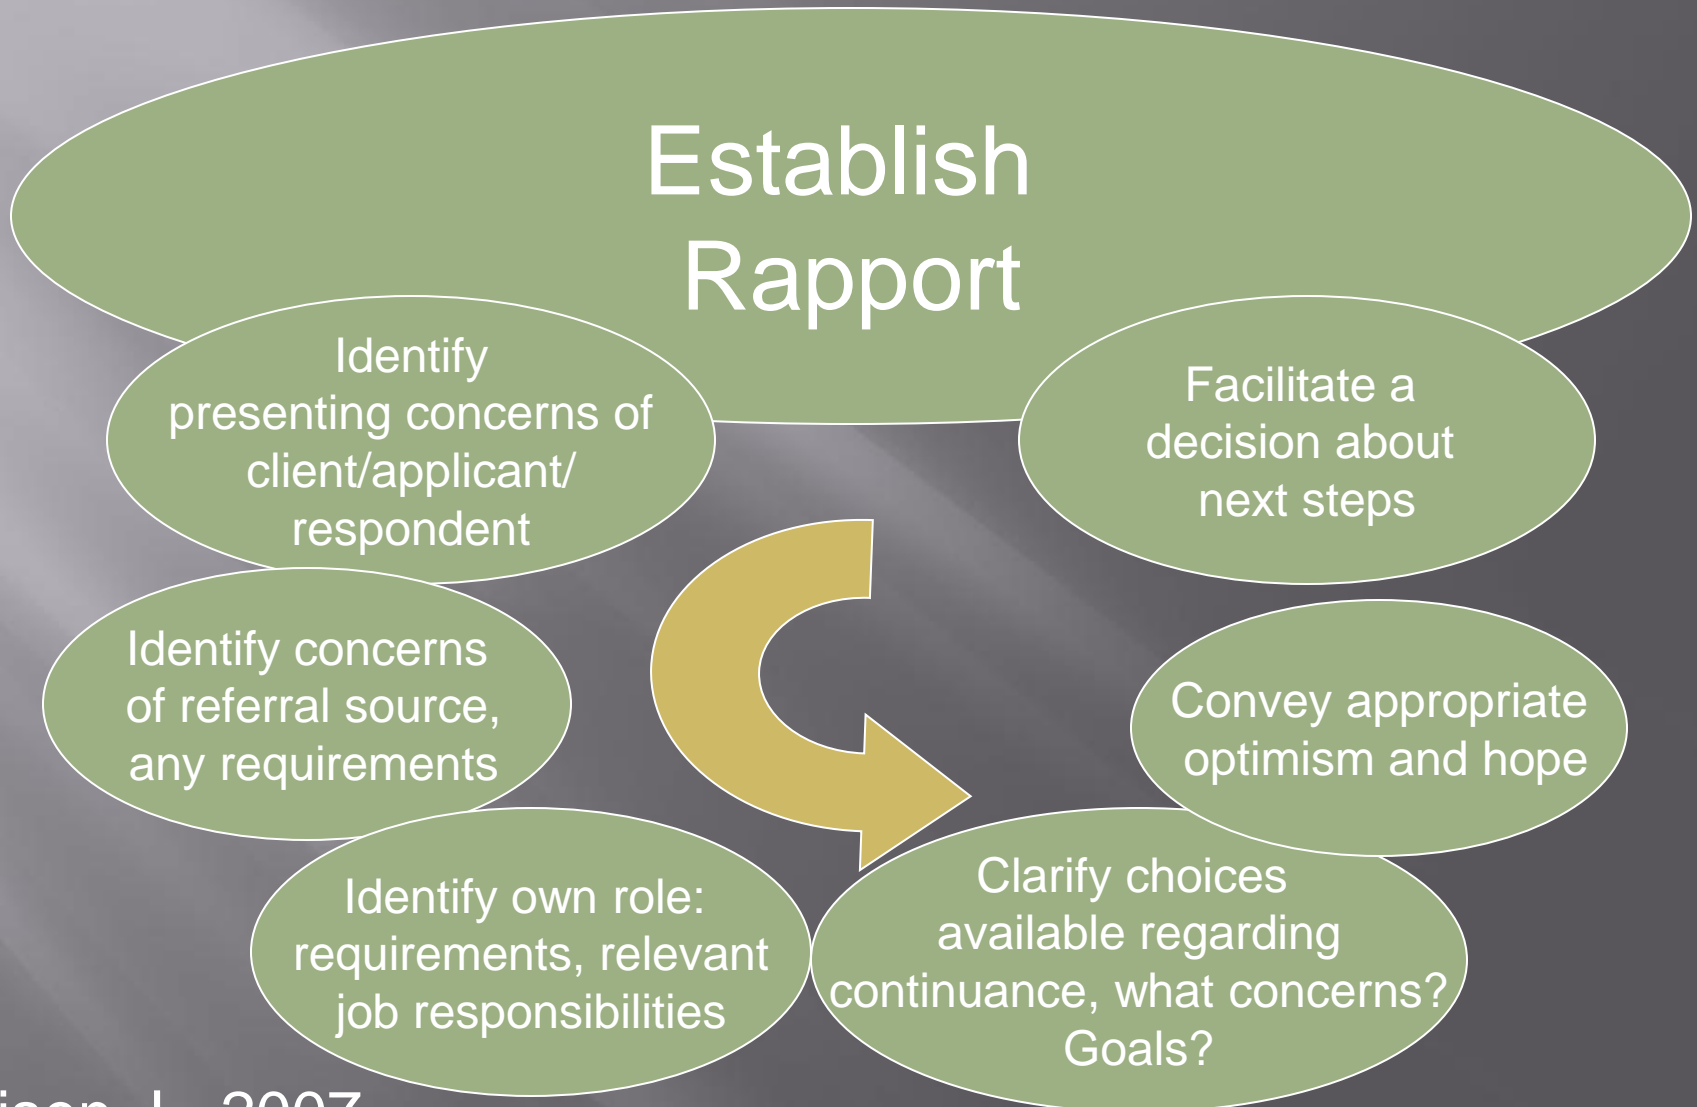 Establish
Rapport
Identify
presenting concerns of
client/applicant/
respondent
Identify concerns
of referral source,
any requirements
Identify own role:
requirements, relevant
job responsibilities
Clarify choices
available regarding
continuance, what concerns?
Goals?
Convey appropriate
optimism and hope
Facilitate a
decision about
next steps
2007